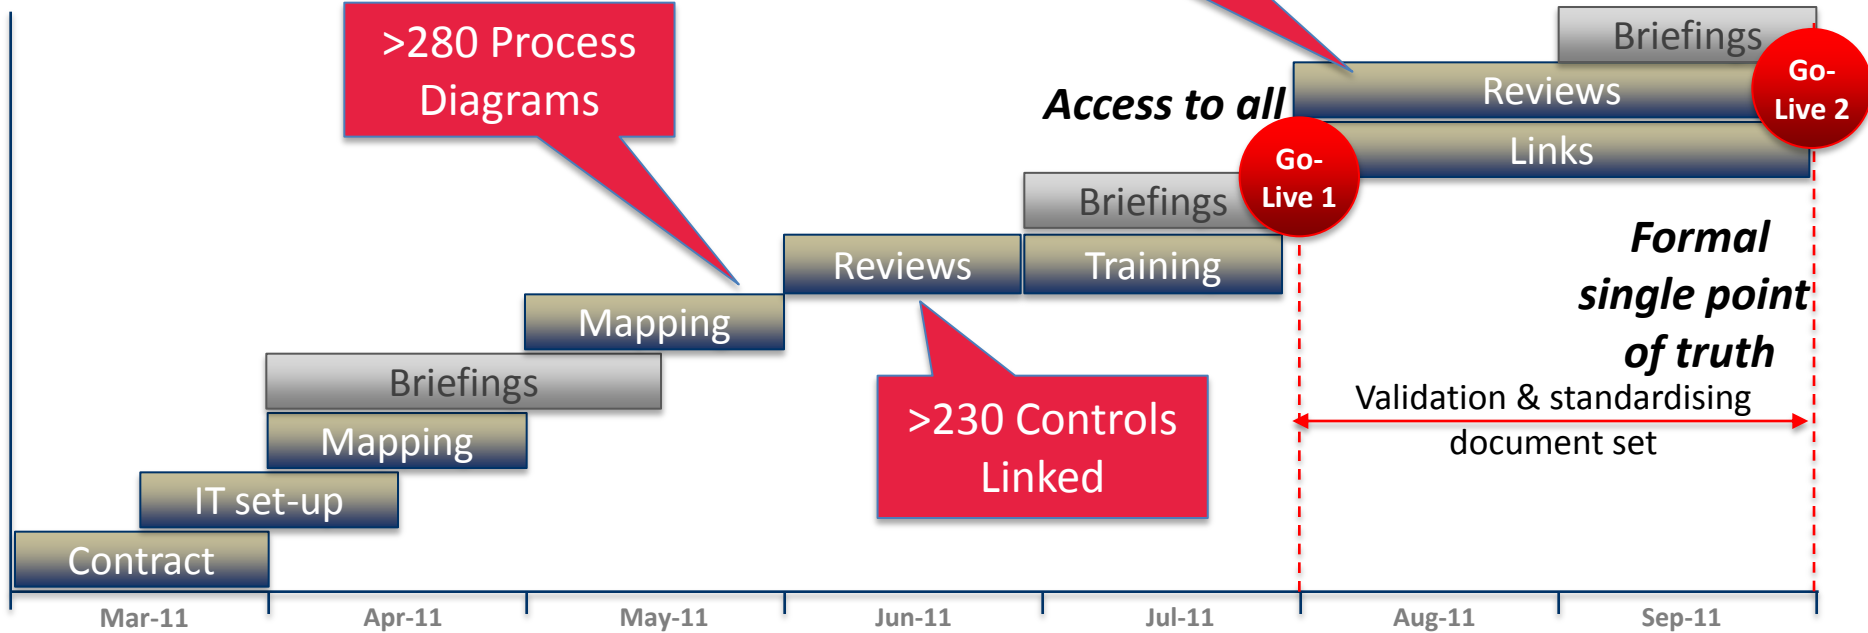 >280 Process
Diagrams
Briefings
Go-
Live 2
Reviews
Access to all
Links
Go-
Live 1
Briefings
Formal
single point
of truth
Reviews
Training
Mapping
Briefings
>230 Controls
Linked
Validation & standardising
document set
Mapping
IT set-up
Contract
Mar-11
Apr-11
May-11
Jun-11
Jul-11
Aug-11
Sep-11